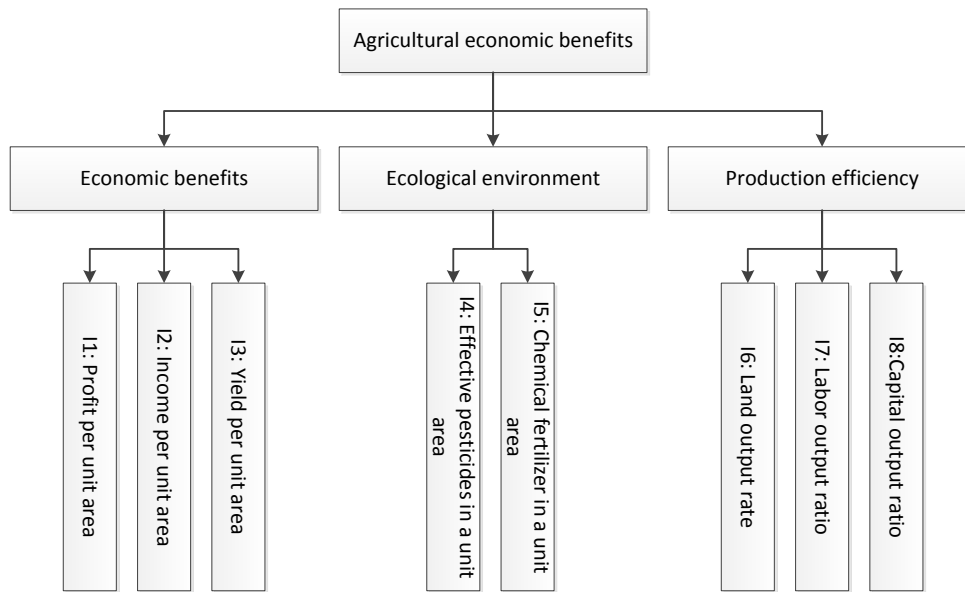 Agricultural economic benefits
Economic benefits
Ecological environment
Production efficiency
I1: Profit per unit area
I2: Income per unit area
I3: Yield per unit area
I4: Effective pesticides in a unit
area
I5: Chemical fertilizer in a unit
area
I6: Land output rate
I7: Labor output ratio
I8:Capital output ratio